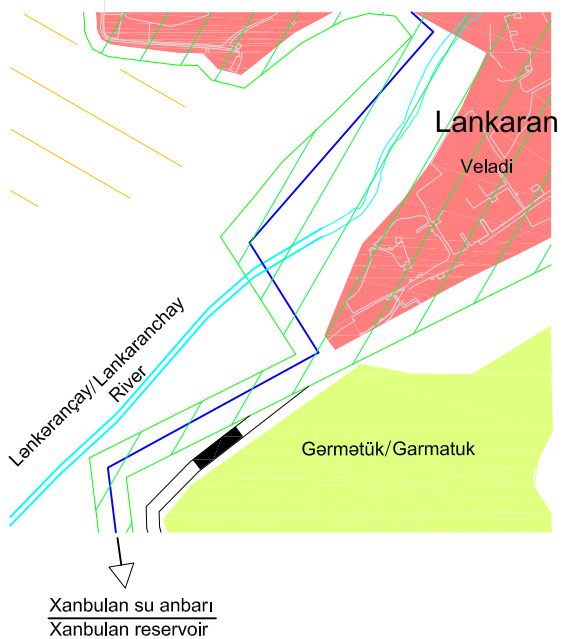 Lankaran
Veladi
Lənkərançay/Lankaranchay
River
Gərmətük/Garmatuk
Xanbulan su anbarı
Xanbulan reservoir